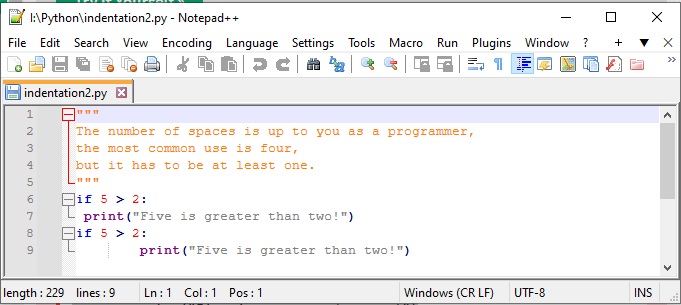 I:\Python\indentation2.py - Notepad++
File Edit Search View Encoding Language Settings Tools Macro Run Plugins Window ? + ▼ X
indentation2.py
1 """
2 The number of spaces is up to you as a programmer,
3 the most common use is four,
4 but it has to be at least one.
5 """
6 if 5 > 2:
7  print("Five is greater than two!")
8 if 5 > 2:
9         print("Five is greater than two!")
length : 229 lines : 9 Ln : 1 Col : 1 Pos : 1 Windows (CR LF) UTF-8 INS